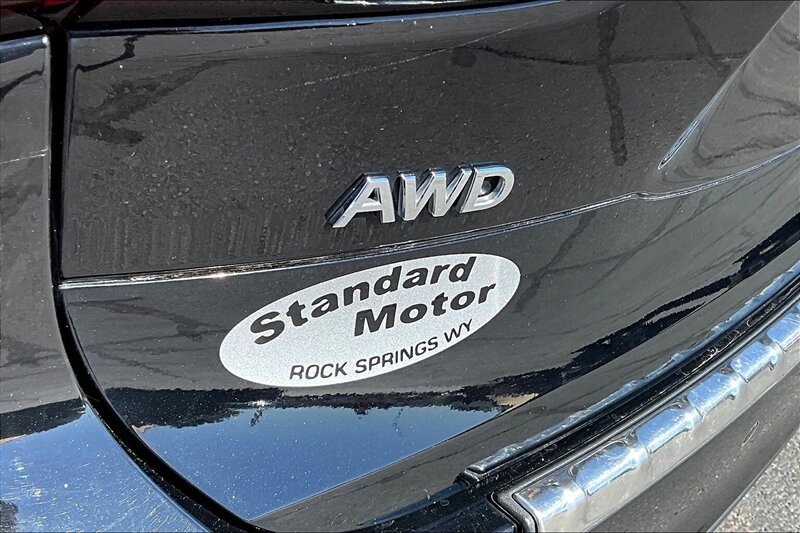 AWD
Standard
Motor
ROCK SPRINGS WY